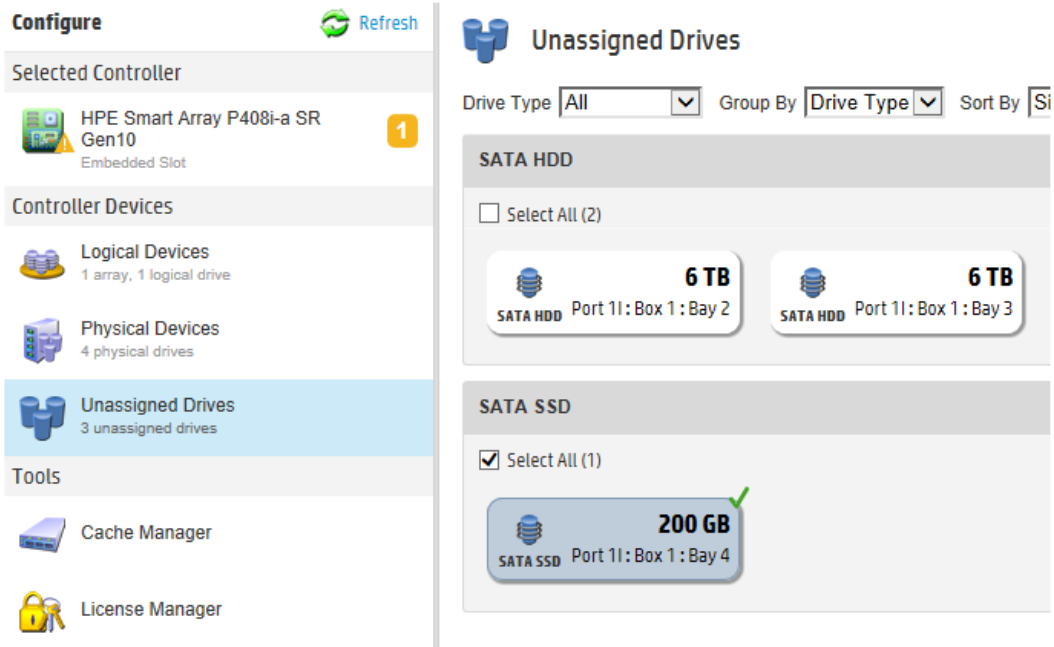 Configure
Refresh
Selected Controller
HPE Smart Array P408i-a SR
Gen10
Embedded Slot
1
Controller Devices
Logical Devices
1 array, 1 logical drive
Physical Devices
4 physical drives
Unassigned Drives
3 unassigned drives
Tools
Cache Manager
License Manager
Unassigned Drives
Drive Type All Group By Drive Type Sort By Si
SATA HDD
Select All (2)
6 TB
SATA HDD Port 1I:Box 1:Bay 2
6 TB
SATA HDD Port 1I:Box 1:Bay 3
SATA SSD
Select All (1)
200 GB
SATA SSD Port 1I:Box 1:Bay 4